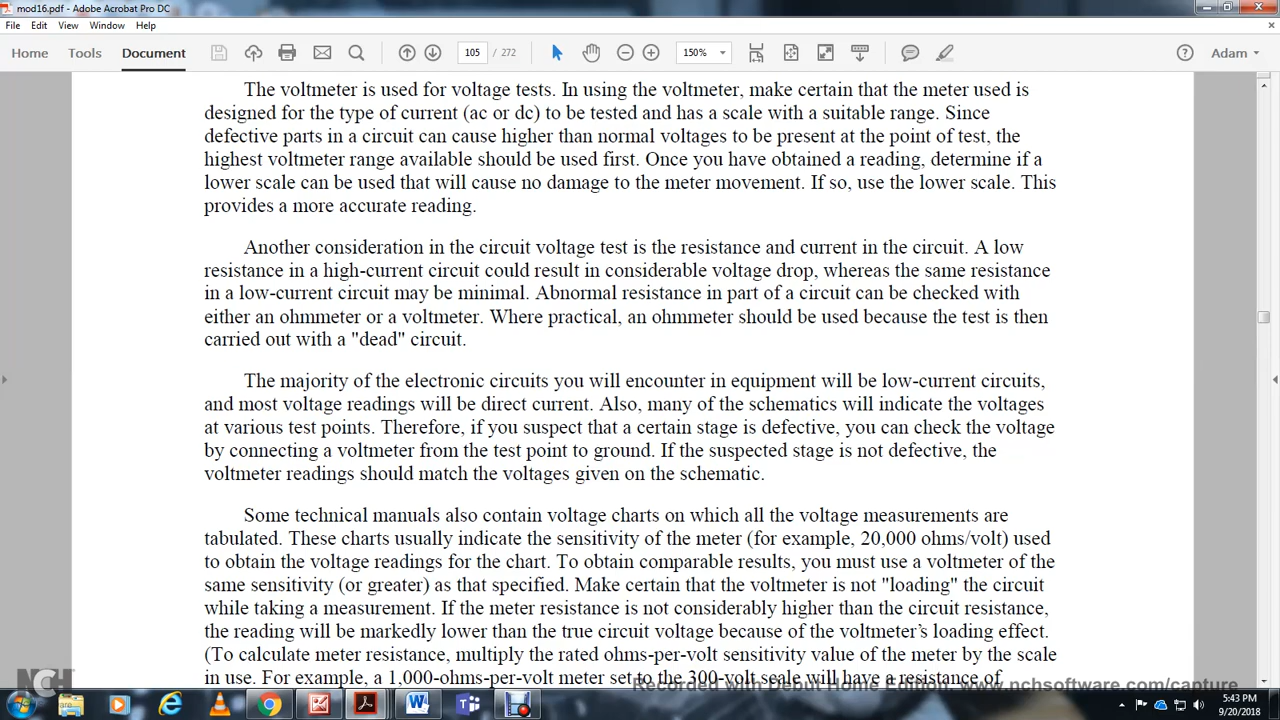 mod16.pdf - Adobe Acrobat Pro DC
File Edit View Window Help
Home Tools Document 105 / 272 150% Adam
The voltmeter is used for voltage tests. In using the voltmeter, make certain that the meter used is
designed for the type of current (ac or dc) to be tested and has a scale with a suitable range. Since
defective parts in a circuit can cause higher than normal voltages to be present at the point of test, the
highest voltmeter range available should be used first. Once you have obtained a reading, determine if a
lower scale can be used that will cause no damage to the meter movement. If so, use the lower scale. This
provides a more accurate reading.
Another consideration in the circuit voltage test is the resistance and current in the circuit. A low
resistance in a high-current circuit could result in considerable voltage drop, whereas the same resistance
in a low-current circuit may be minimal. Abnormal resistance in part of a circuit can be checked with
either an ohmmeter or a voltmeter. Where practical, an ohmmeter should be used because the test is then
carried out with a "dead" circuit.
The majority of the electronic circuits you will encounter in equipment will be low-current circuits,
and most voltage readings will be direct current. Also, many of the schematics will indicate the voltages
at various test points. Therefore, if you suspect that a certain stage is defective, you can check the voltage
by connecting a voltmeter from the test point to ground. If the suspected stage is not defective, the
voltmeter readings should match the voltages given on the schematic.
Some technical manuals also contain voltage charts on which all the voltage measurements are
tabulated. These charts usually indicate the sensitivity of the meter (for example, 20,000 ohms/volt) used
to obtain the voltage readings for the chart. To obtain comparable results, you must use a voltmeter of the
same sensitivity (or greater) as that specified. Make certain that the voltmeter is not "loading" the circuit
while taking a measurement. If the meter resistance is not considerably higher than the circuit resistance,
the reading will be markedly lower than the true circuit voltage because of the voltmeter’s loading effect.
(To calculate meter resistance, multiply the rated ohms-per-volt sensitivity value of the meter by the scale
in use. For example, a 1,000-ohms-per-volt meter set to the 300-volt scale will have a resistance of
NCH
Recorded with Debut Home Edition. www.nchsoftware.com/capture
5:43 PM
9/20/2018